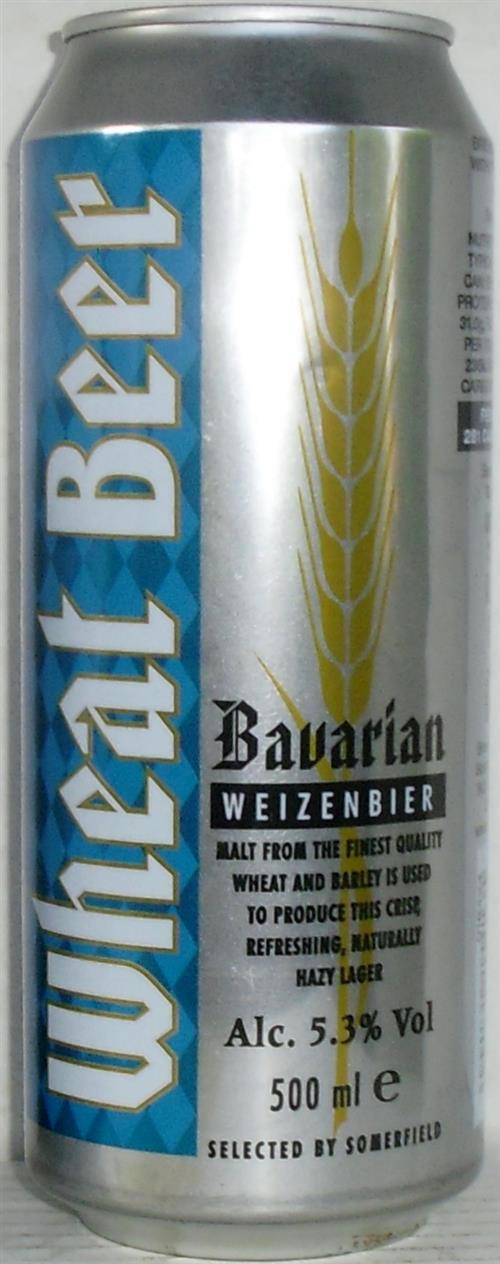 Wheat Beer
Bavarian
WEIZENBIER
MALT FROM THE FINEST QUALITY
WHEAT AND BARLEY IS USED
TO PRODUCE THIS CRISP,
REFRESHING, NATURALLY
HAZY LAGER
Alc. 5.3% Vol
500 ml e
SELECTED BY SOMERFIELD